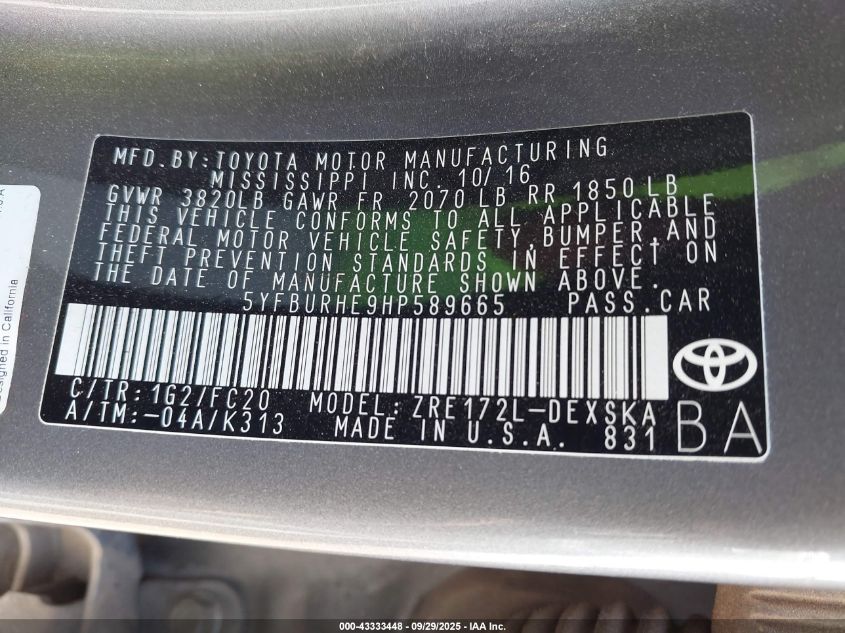 MFD. BY: TOYOTA MOTOR MANUFACTURING
MISSISSIPPI INC. 10/16
GVWR 3820LB GAWR FR 2070 LB RR 1850 LB
THIS VEHICLE CONFORMS TO ALL APPLICABLE
FEDERAL MOTOR VEHICLE SAFETY, BUMPER, AND
THEFT PREVENTION STANDARDS IN EFFECT ON
THE DATE OF MANUFACTURE SHOWN ABOVE.
5YFBURHE9HP589665 PASS.CAR
C/TR: 1G2/FC20 MODEL: ZRE172L-DEXSKA
A/TM:-04A/K313 MADE IN U.S.A. 831 BA
Designed in California
000-43333448 - 09/29/2025 - IAA Inc.